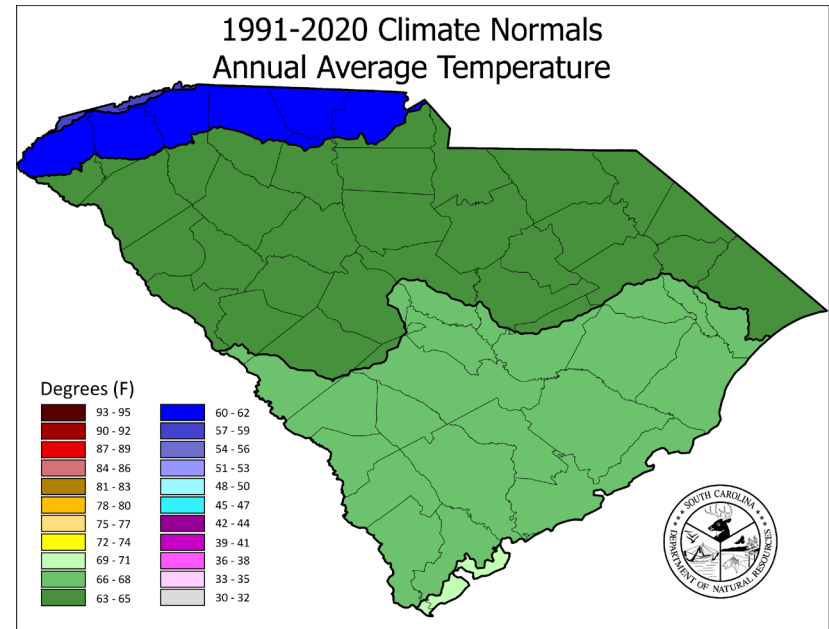 1991-2020 Climate Normals
Annual Average Temperature
Degrees (F)
93 - 95
90 - 92
87 - 89
84 - 86
81 - 83
78 - 80
75 - 77
72 - 74
69 - 71
66 - 68
63 - 65
60 - 62
57 - 59
54 - 56
51 - 53
48 - 50
45 - 47
42 - 44
39 - 41
36 - 38
33 - 35
30 - 32
SOUTH CAROLINA
DEPARTMENT OF NATURAL RESOURCES